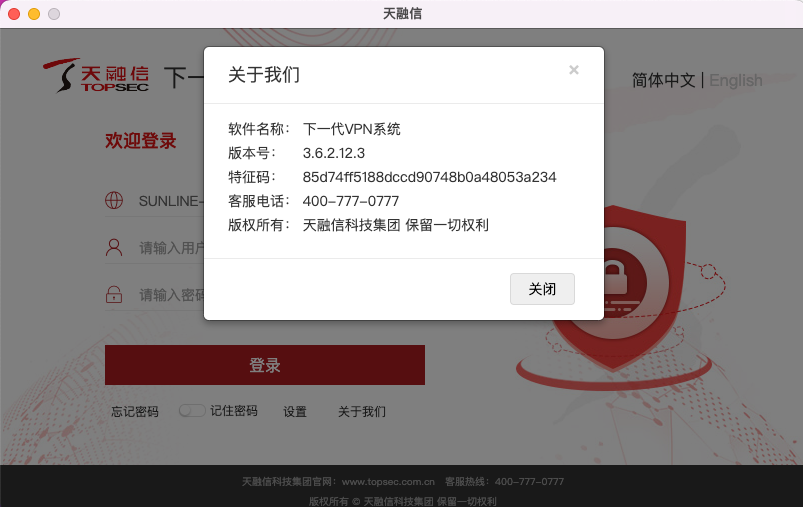 天融信
天融信
TOPSEC
下一
简体中文 | English
关于我们
×
欢迎登录
软件名称： 下一代VPN系统
版本号： 3.6.2.12.3
特征码： 85d74ff5188dccd90748b0a48053a234
客服电话： 400-777-0777
版权所有： 天融信科技集团 保留一切权利
SUNLINE-
请输入用户
请输入密码
关闭
登录
忘记密码 记住密码 设置 关于我们
天融信科技集团官网：www.topsec.com.cn 客服热线：400-777-0777
版权所有 © 天融信科技集团 保留一切权利